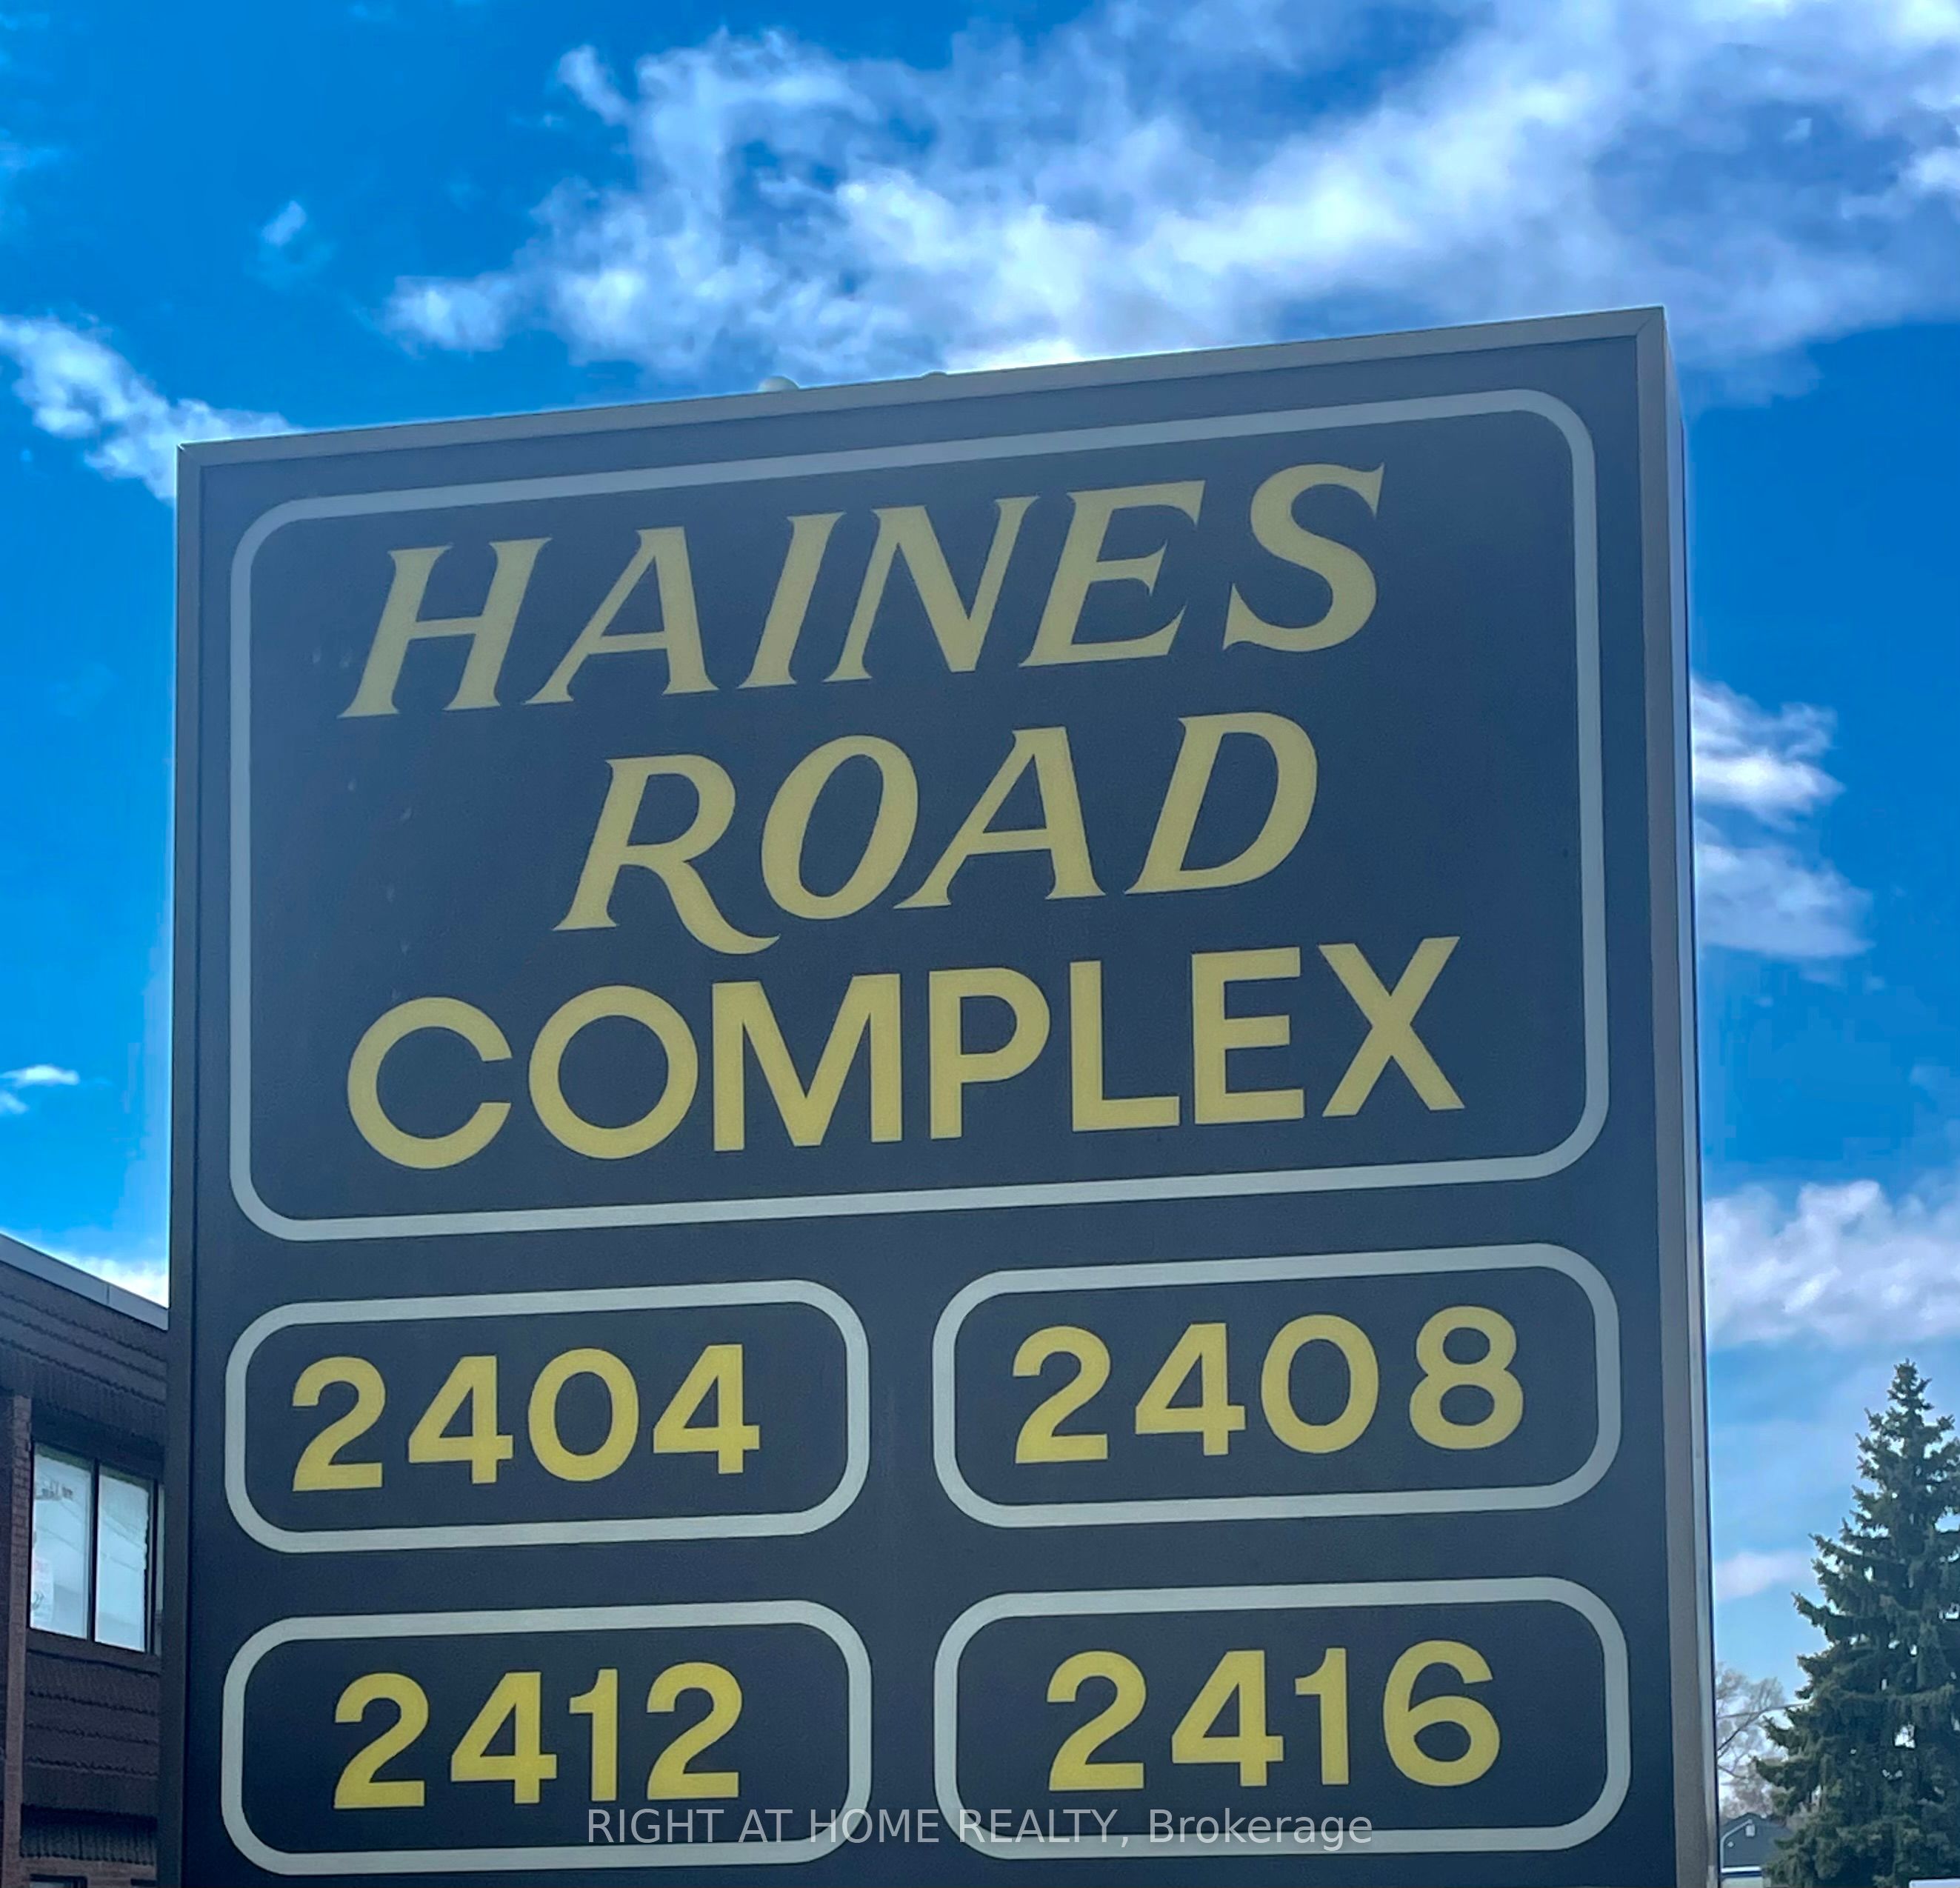 HAINES
ROAD
COMPLEX
2404
2408
2412
2416
RIGHT AT HOME REALTY, Brokerage